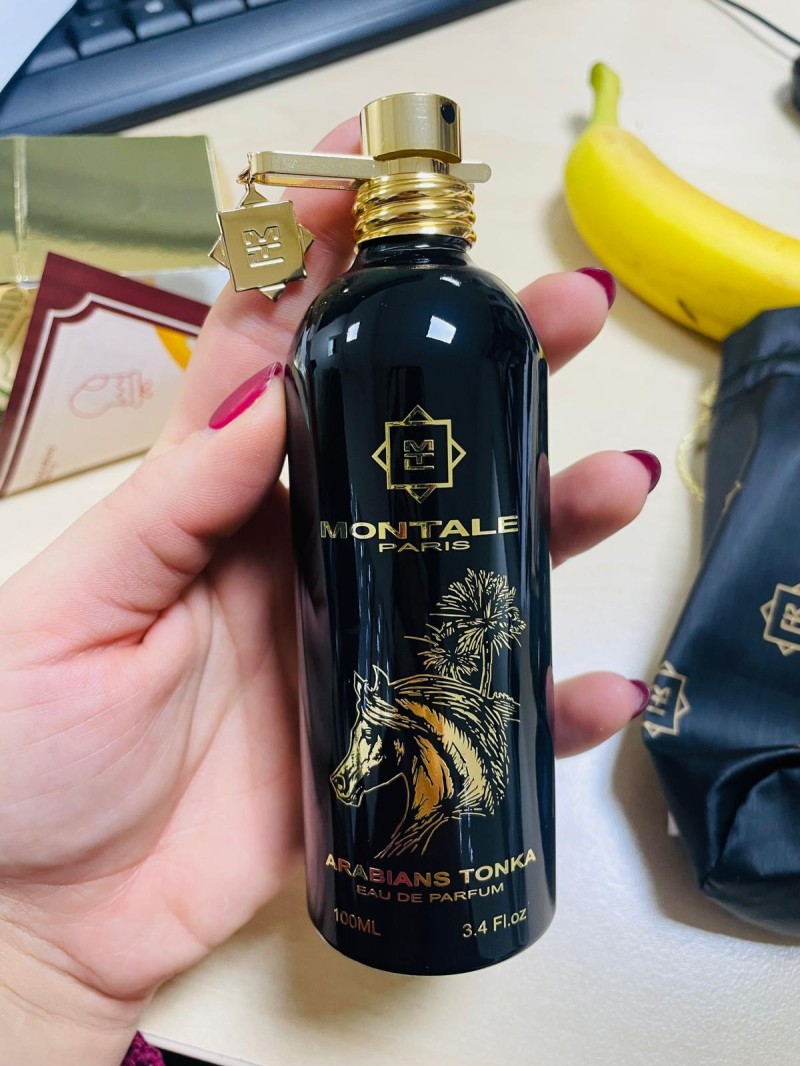 MONTALE
PARIS
ARABIANS TONKA
EAU DE PARFUM
100ML 3.4 Fl.oz